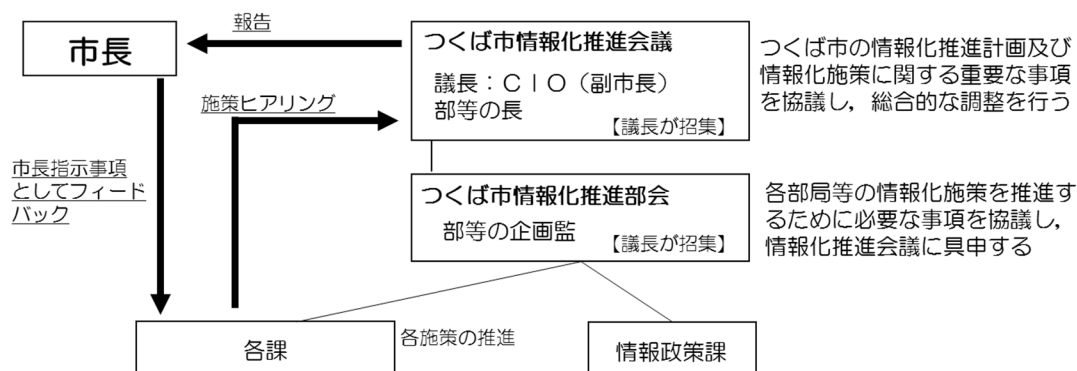 報告
市長
つくば市情報化推進会議
議長：ＣＩＯ（副市長）
部等の長
【議長が招集】
つくば市の情報化推進計画及び
情報化施策に関する重要な事項
を協議し，総合的な調整を行う
施策ヒアリング
市長指示事項
としてフィード
バック
つくば市情報化推進部会
部等の企画監
【議長が招集】
各部局等の情報化施策を推進す
るために必要な事項を協議し，
情報化推進会議に具申する
各課
各施策の推進
情報政策課